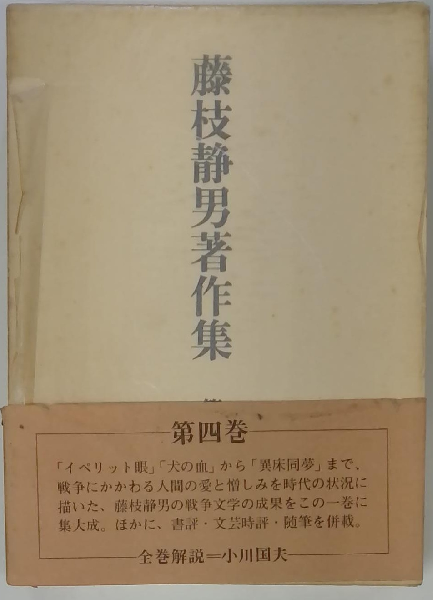 藤枝静男著作集
第四巻
「イペリット眼」「犬の血」から「異床同夢」まで、
戦争にかかわる人間の愛と憎しみを時代の状況に
描いた、藤枝静男の戦争文学の成果をこの一巻に
集大成。ほかに、書評・文芸時評・随筆を併載。
全巻解説＝小川国夫